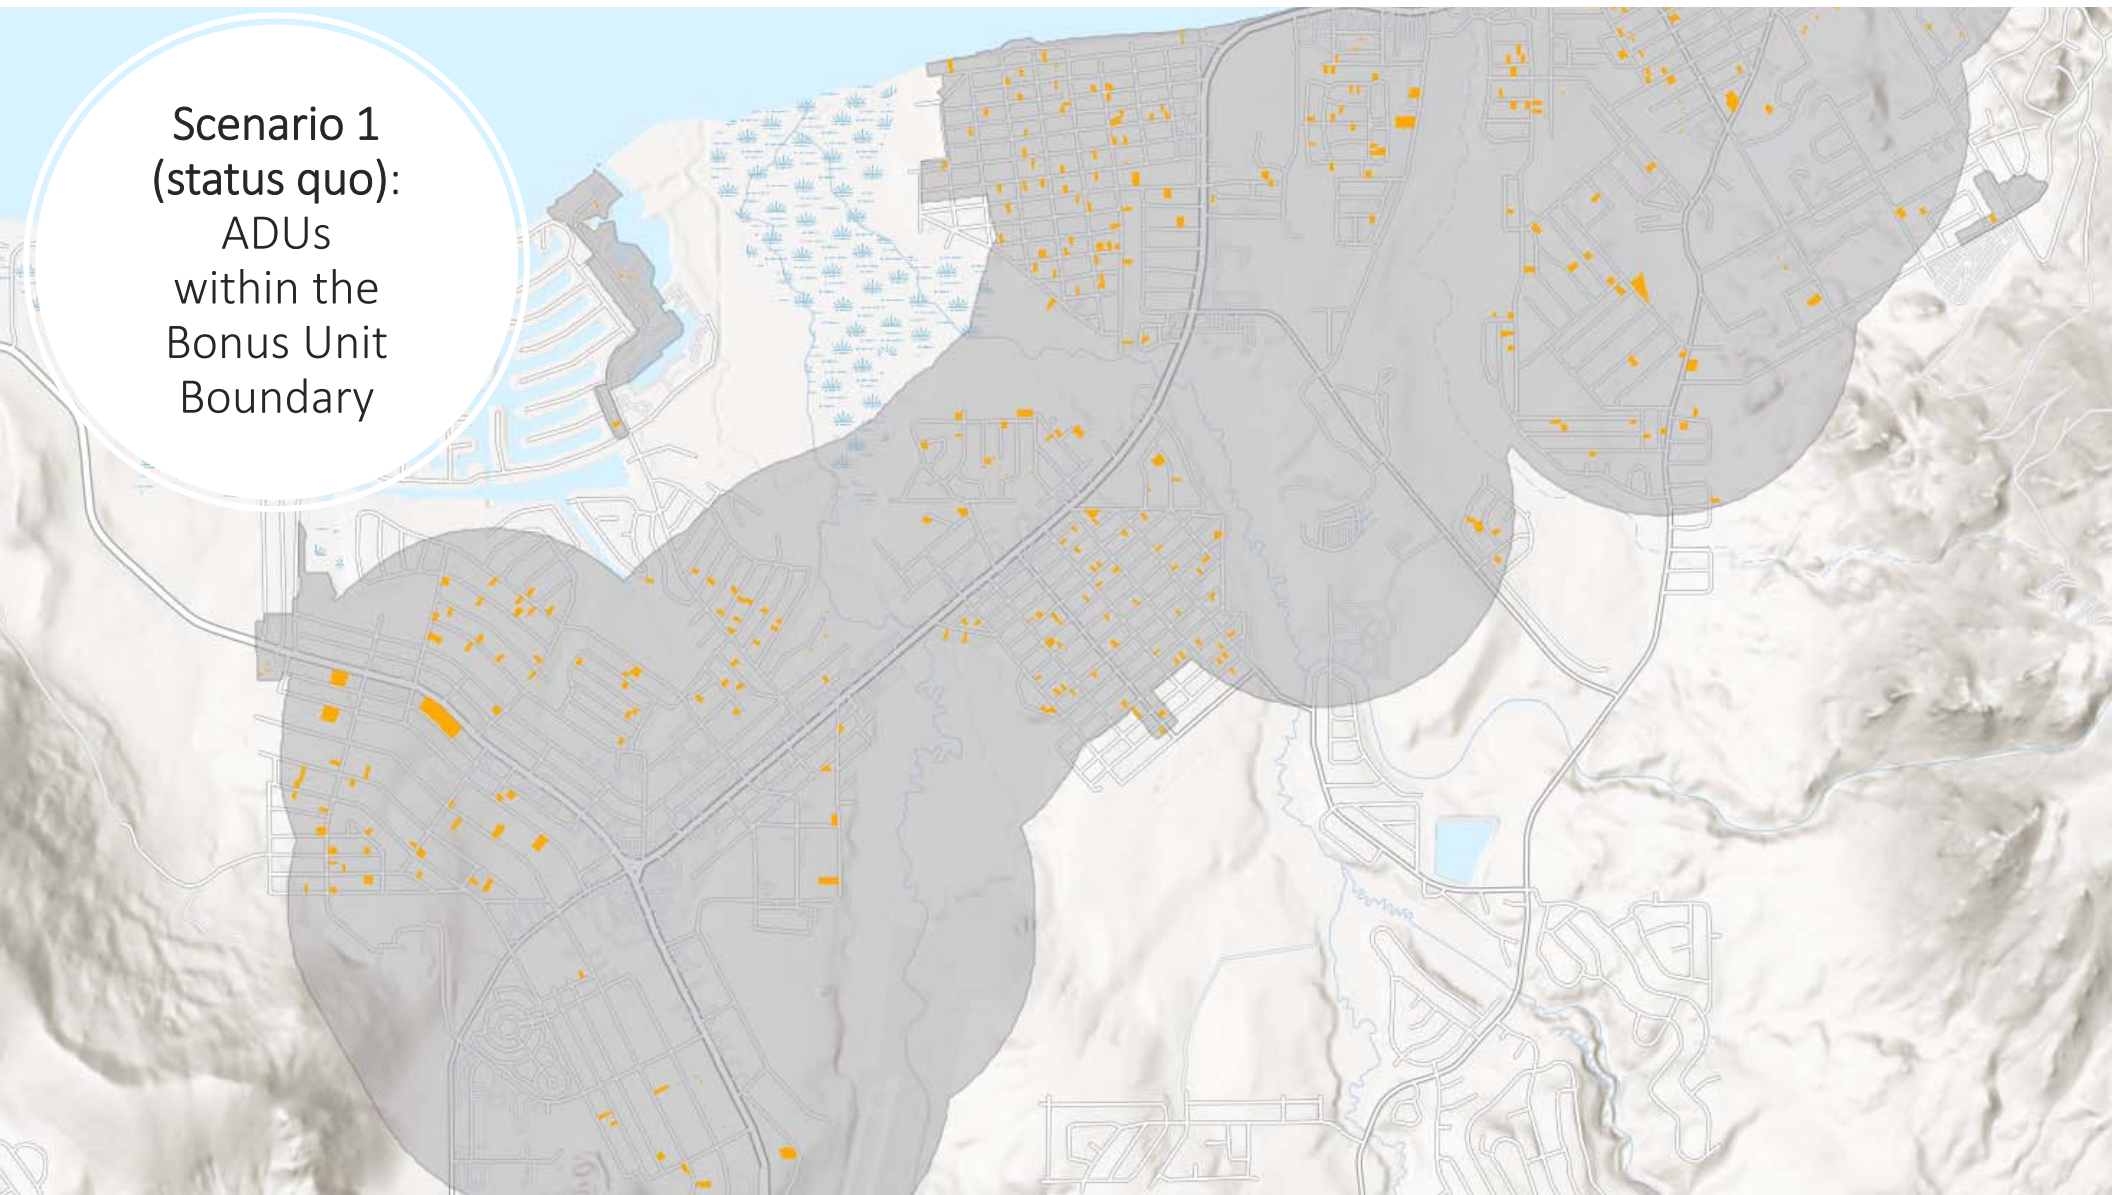 Scenario 1
(status quo):
ADUs
within the
Bonus Unit
Boundary